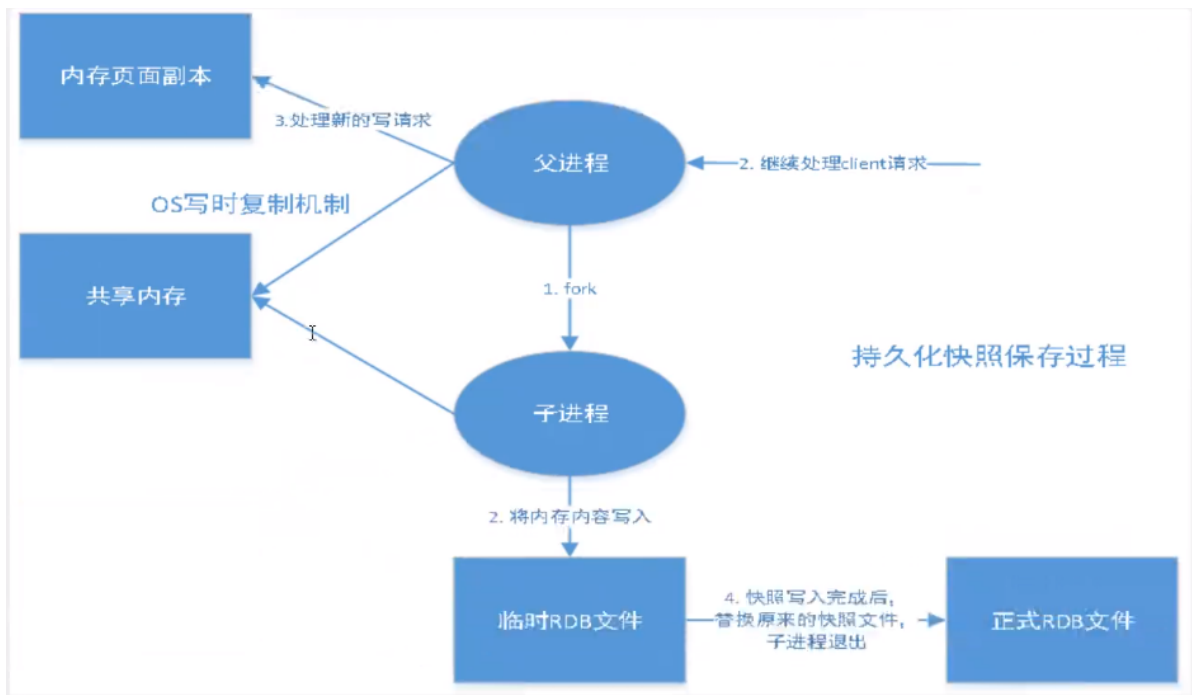 内存页面副本
3.处理新的写请求
父进程
2. 继续处理client请求
OS写时复制机制
共享内存
1. fork
持久化快照保存过程
子进程
2. 将内存内容写入
临时RDB文件
4. 快照写入完成后,
替换原来的快照文件,
子进程退出
正式RDB文件